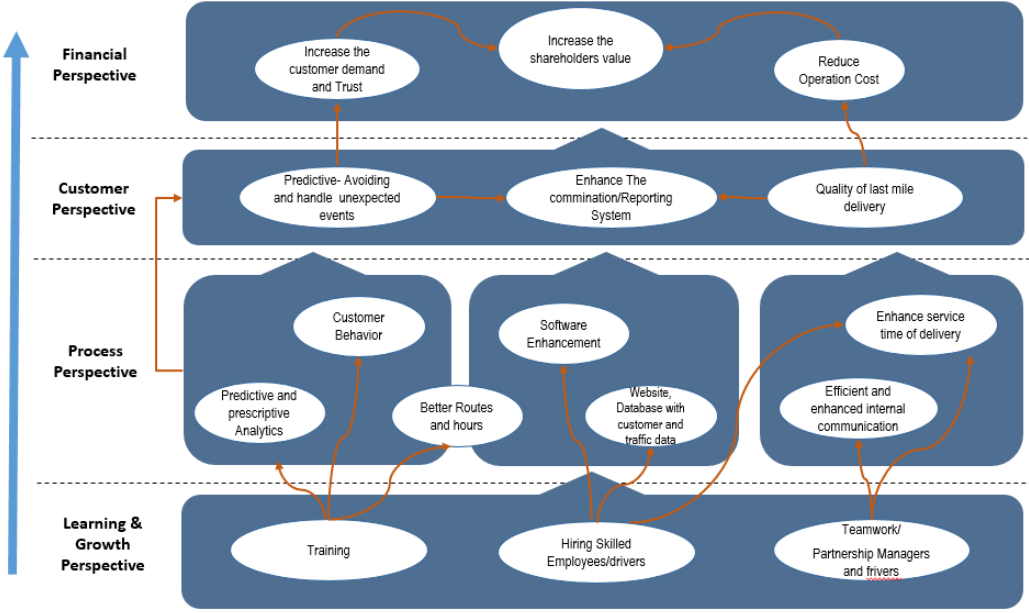 Financial
Perspective
Increase the
customer demand
and Trust
Increase the
shareholders value
Reduce
Operation Cost
Customer
Perspective
Predictive- Avoiding
and handle unexpected
events
Enhance The
commination/Reporting
System
Quality of last mile
delivery
Process
Perspective
Customer
Behavior
Predictive and
prescriptive
Analytics
Better Routes
and hours
Software
Enhancement
Website,
Database with
customer and
traffic data
Enhance service
time of delivery
Efficient and
enhanced internal
communication
Learning &
Growth
Perspective
Training
Hiring Skilled
Employees/drivers
Teamwork/
Partnership Managers
and frivers